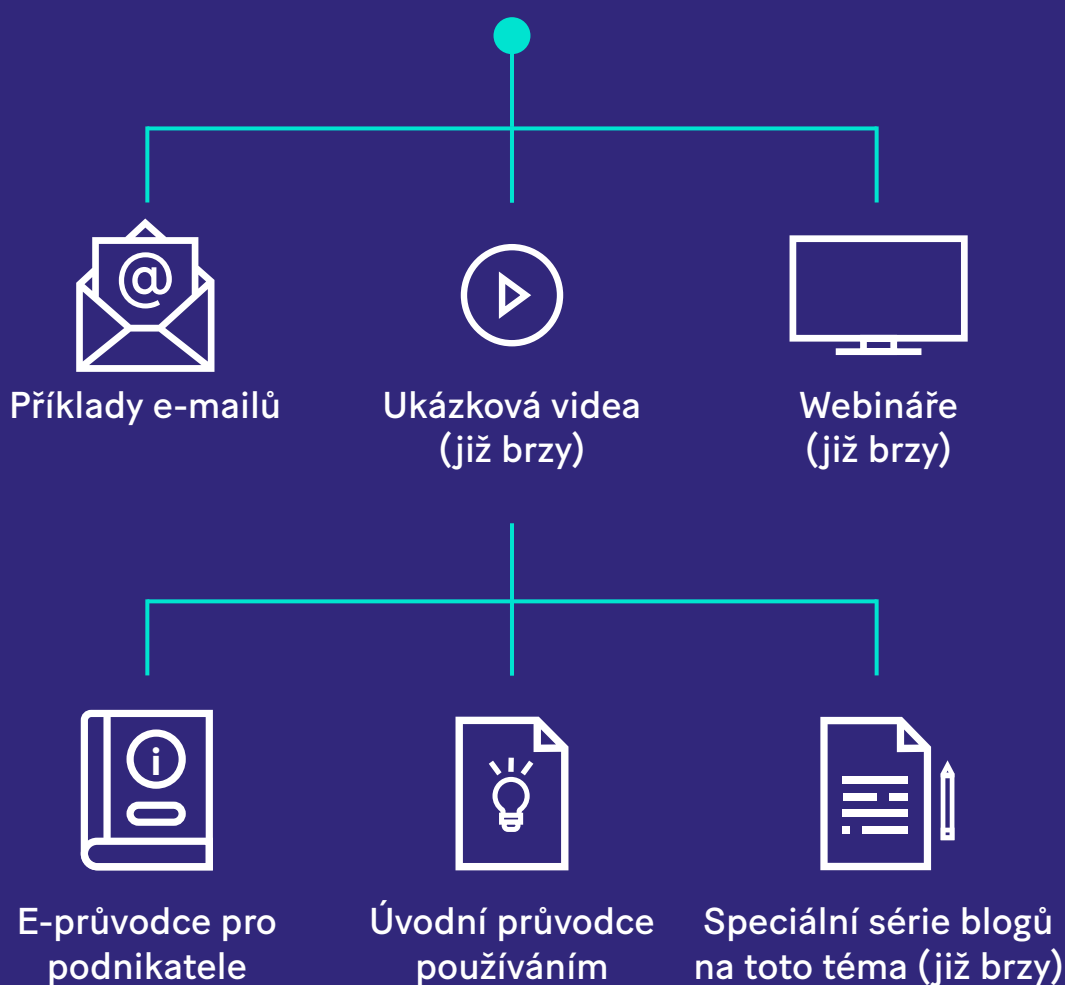 @
Příklady e-mailů
Ukázková videa
(již brzy)
Webináře
(již brzy)
i
E-průvodce pro
podnikatele
Úvodní průvodce
používáním
Speciální série blogů
na toto téma (již brzy)